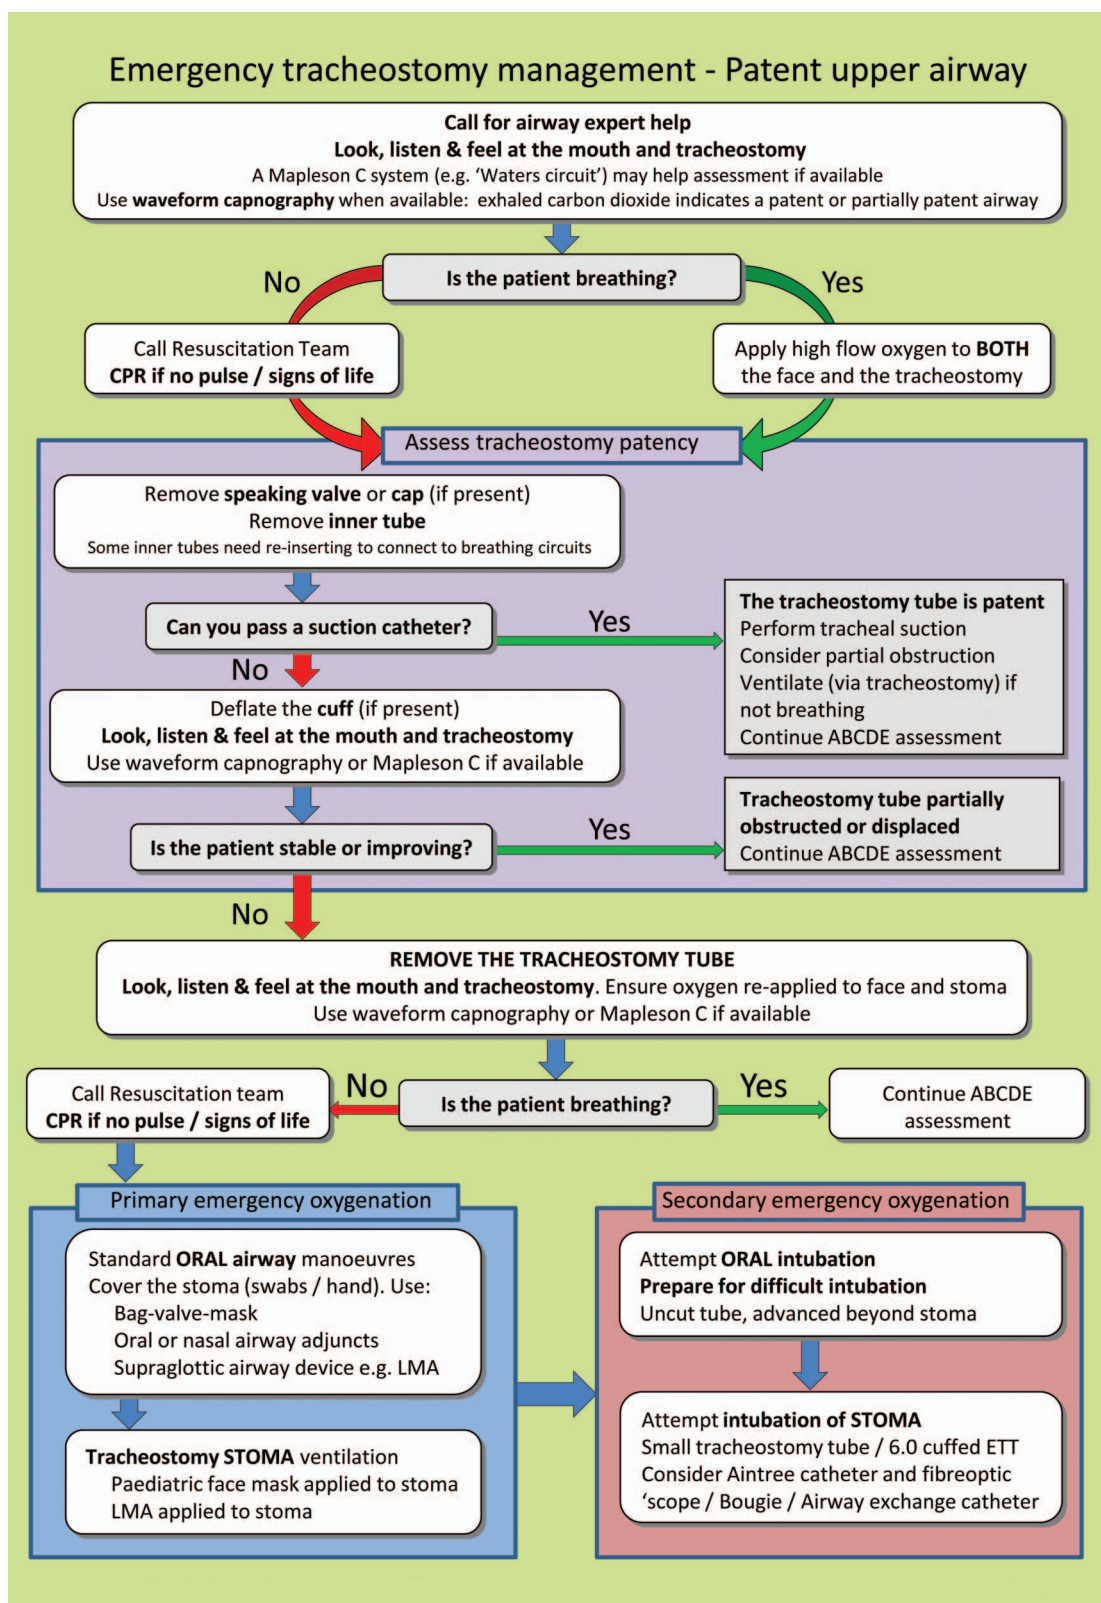 Emergency tracheostomy management - Patent upper airway
Call for airway expert help
Look, listen & feel at the mouth and tracheostomy
A Mapleson C system (e.g. ‘Waters circuit’) may help assessment if available
Use waveform capnography when available: exhaled carbon dioxide indicates a patent or partially patent airway
Is the patient breathing?
No
Yes
Call Resuscitation Team
CPR if no pulse / signs of life
Apply high flow oxygen to BOTH
the face and the tracheostomy
Assess tracheostomy patency
Remove speaking valve or cap (if present)
Remove inner tube
Some inner tubes need re-inserting to connect to breathing circuits
Can you pass a suction catheter?
Yes
The tracheostomy tube is patent
Perform tracheal suction
Consider partial obstruction
Ventilate (via tracheostomy) if
not breathing
Continue ABCDE assessment
No
Deflate the cuff (if present)
Look, listen & feel at the mouth and tracheostomy
Use waveform capnography or Mapleson C if available
Is the patient stable or improving?
Yes
Tracheostomy tube partially
obstructed or displaced
Continue ABCDE assessment
No
REMOVE THE TRACHEOSTOMY TUBE
Look, listen & feel at the mouth and tracheostomy. Ensure oxygen re-applied to face and stoma
Use waveform capnography or Mapleson C if available
Is the patient breathing?
No
Yes
Call Resuscitation team
CPR if no pulse / signs of life
Continue ABCDE
assessment
Primary emergency oxygenation
Standard ORAL airway manoeuvres
Cover the stoma (swabs / hand). Use:
Bag-valve-mask
Oral or nasal airway adjuncts
Supraglottic airway device e.g. LMA
Tracheostomy STOMA ventilation
Paediatric face mask applied to stoma
LMA applied to stoma
Secondary emergency oxygenation
Attempt ORAL intubation
Prepare for difficult intubation
Uncut tube, advanced beyond stoma
Attempt intubation of STOMA
Small tracheostomy tube / 6.0 cuffed ETT
Consider Aintree catheter and fibreoptic
‘scope / Bougie / Airway exchange catheter